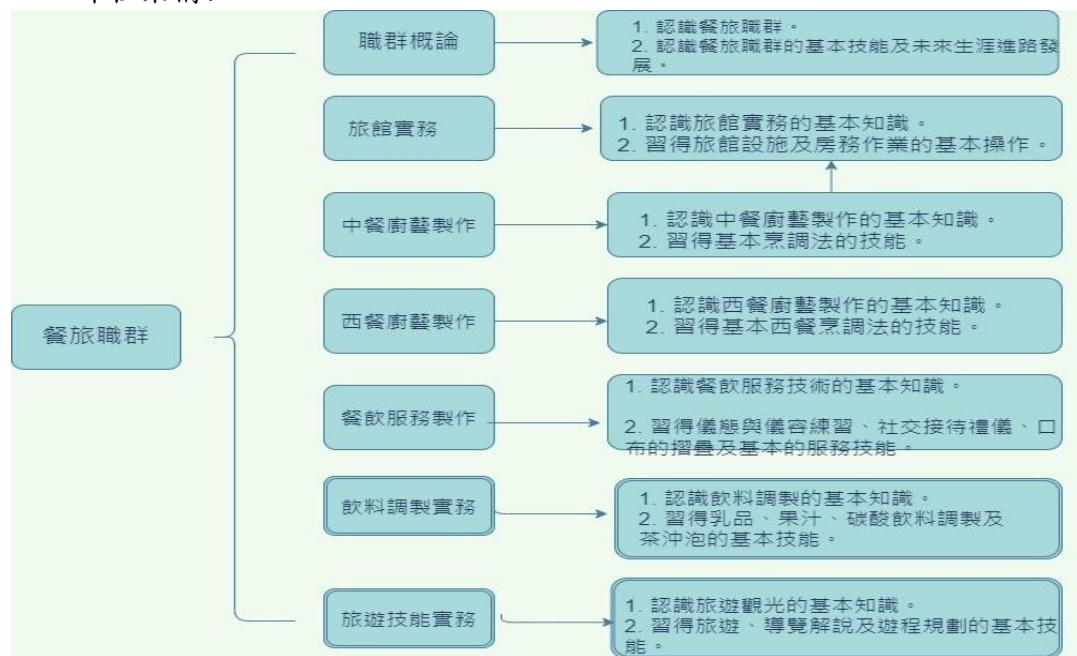 職群概論
1. 認識餐旅職群。
2. 認識餐旅職群的基本技能及未來生涯進路發
展。
旅館實務
1. 認識旅館實務的基本知識。
2. 習得旅館設施及房務作業的基本操作。
中餐廚藝製作
1. 認識中餐廚藝製作的基本知識。
2. 習得基本烹調法的技能。
餐旅職群
西餐廚藝製作
1. 認識西餐廚藝製作的基本知識。
2. 習得基本西餐烹調法的技能。
餐飲服務製作
1. 認識餐飲服務技術的基本知識。
2. 習得儀態與儀容練習、社交接待禮儀、口
布的摺疊及基本的服務技能。
飲料調製實務
1. 認識飲料調製的基本知識。
2. 習得乳品、果汁、碳酸飲料調製及
茶沖泡的基本技能。
旅遊技能實務
1. 認識旅遊觀光的基本知識。
2. 習得旅遊、導覽解說及遊程規劃的基本技
能。